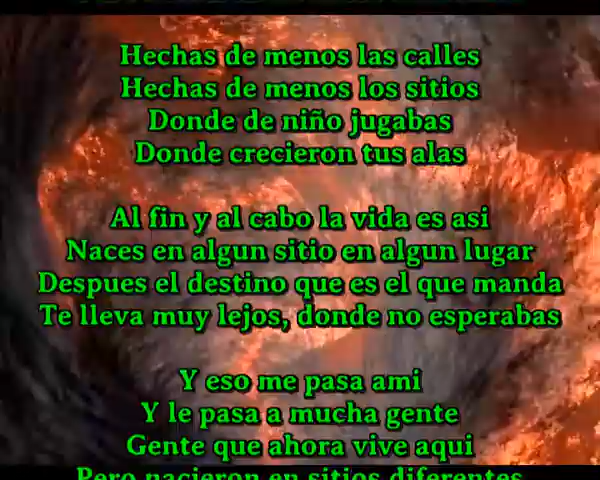 Hechas de menos las calles
Hechas de menos los sitios
Donde de niño jugabas
Donde crecieron tus alas
Al fin y al cabo la vida es asi
Naces en algun sitio en algun lugar
Despues el destino que es el que manda
Te lleva muy lejos, donde no esperabas
Y eso me pasa ami
Y le pasa a mucha gente
Gente que ahora vive aqui
Pero nacieron en sitios diferentes